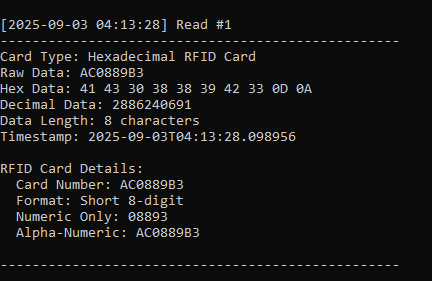 [2025-09-03 04:13:28] Read #1
--------------------------------------------------
Card Type: Hexadecimal RFID Card
Raw Data: AC0889B3
Hex Data: 41 43 30 38 38 39 42 33 0D 0A
Decimal Data: 2886240691
Data Length: 8 characters
Timestamp: 2025-09-03T04:13:28.098956
RFID Card Details:
  Card Number: AC0889B3
  Format: Short 8-digit
  Numeric Only: 08893
  Alpha-Numeric: AC0889B3
--------------------------------------------------